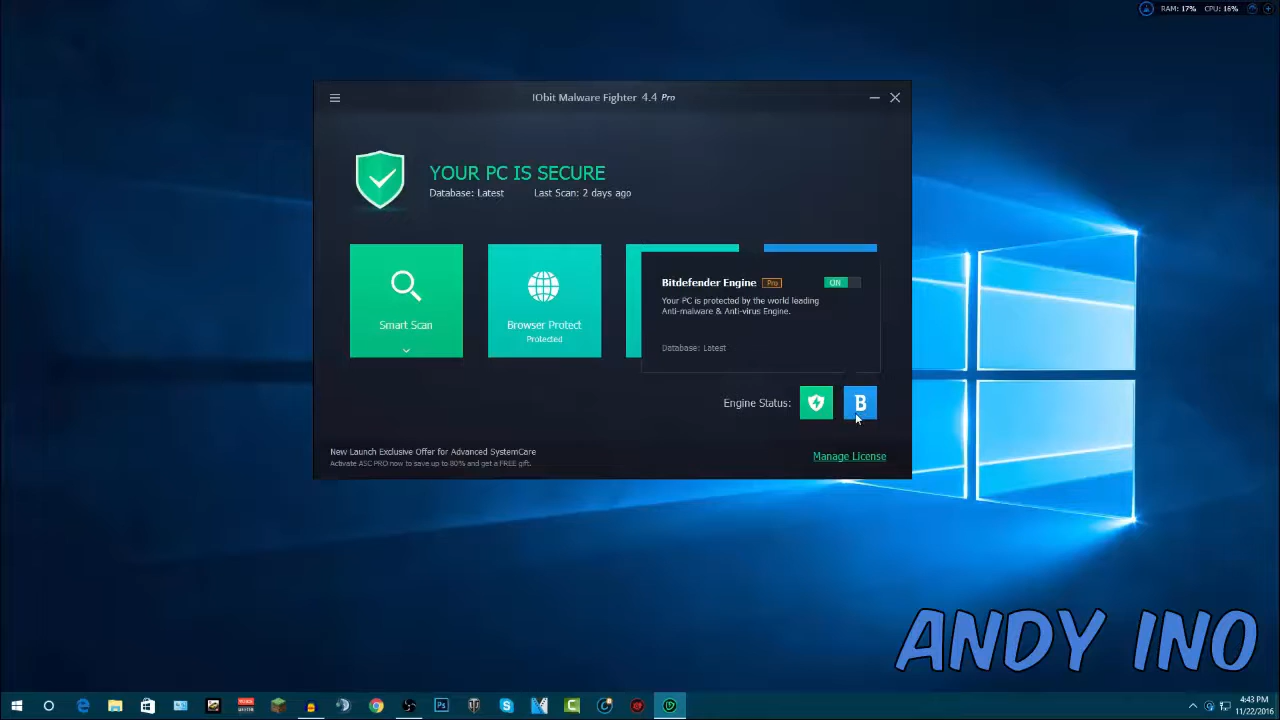 RAM: 17% CPU: 16%
IObit Malware Fighter 4.4 Pro
YOUR PC IS SECURE
Database: Latest Last Scan: 2 days ago
Smart Scan
Browser Protect
Protected
Bitdefender Engine Pro ON
Your PC is protected by the world leading
Anti-malware & Anti-virus Engine.
Database: Latest
Engine Status: B
New Launch Exclusive Offer for Advanced SystemCare
Activate ASC PRO now to save up to 80% and get a FREE gift.
Manage License
ANDY INO
Ps
4:43 PM
11/22/2016